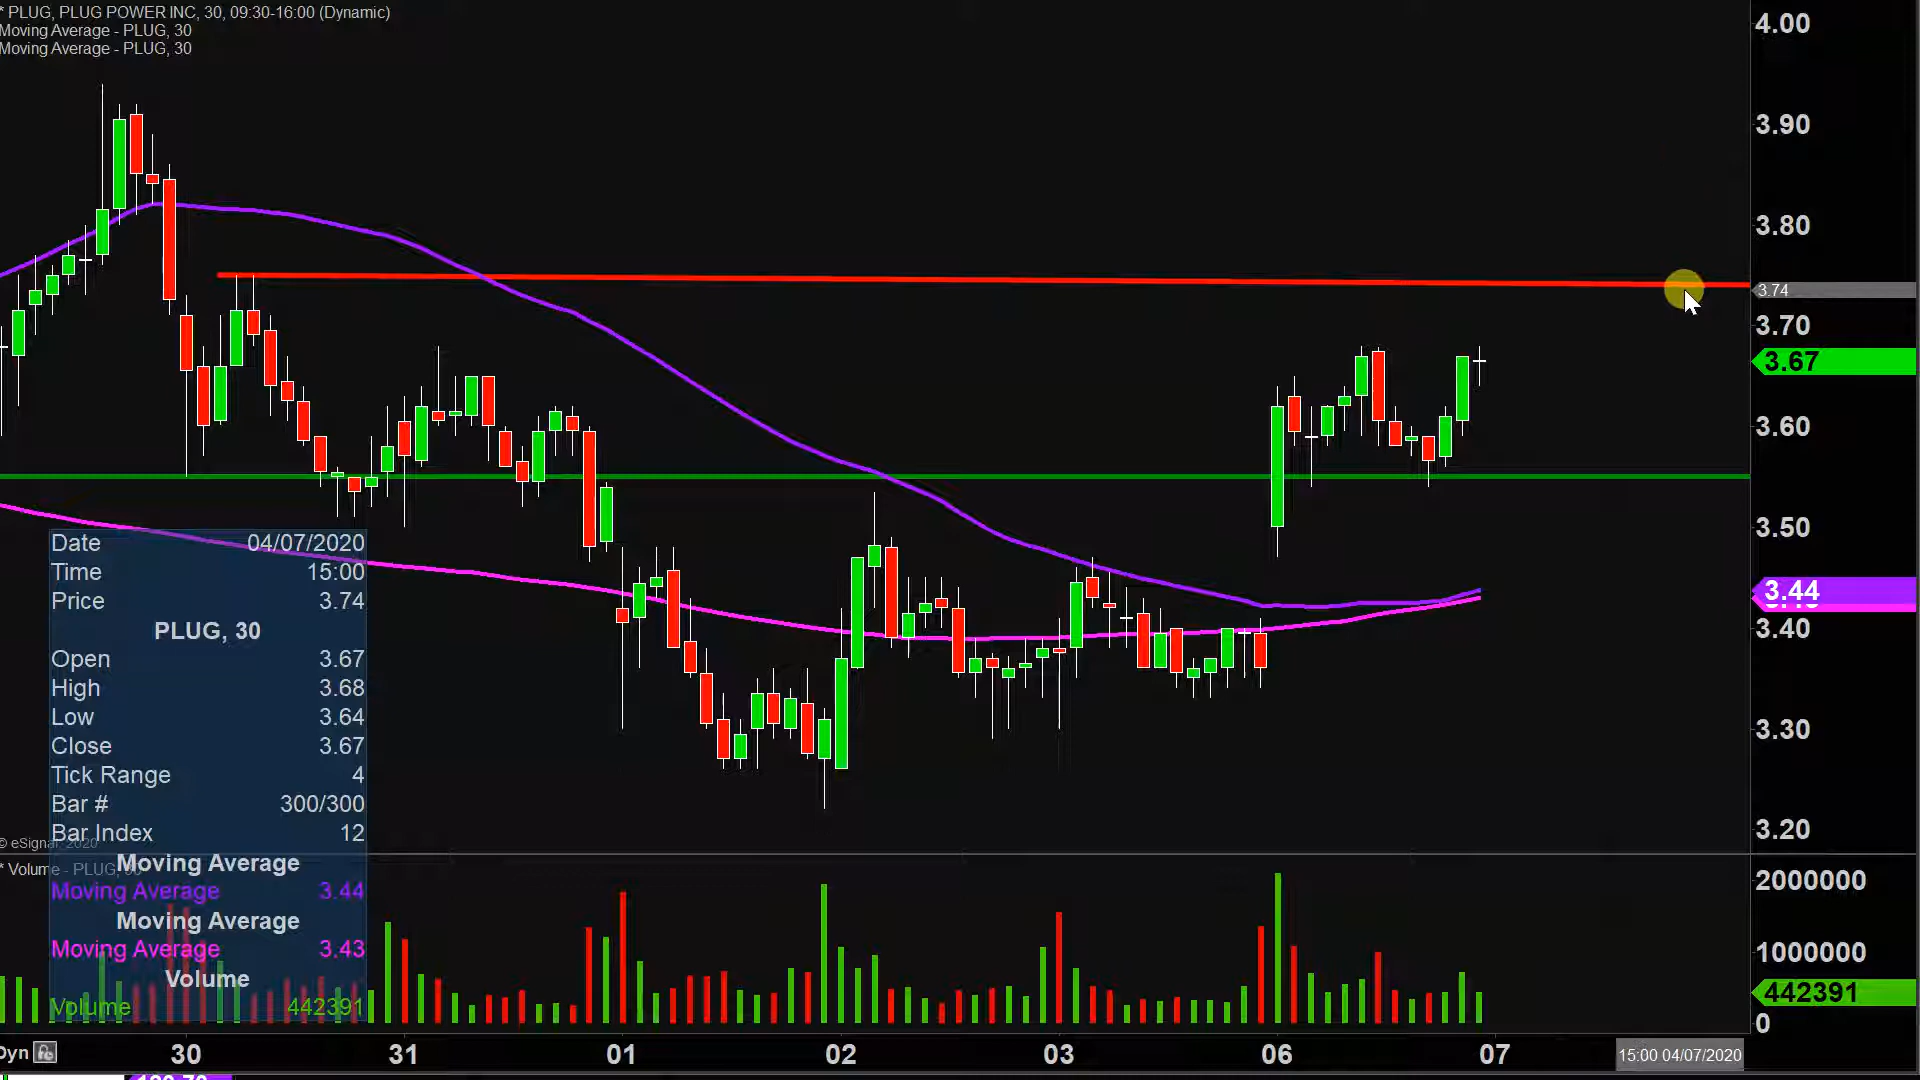 * PLUG, PLUG POWER INC, 30, 09:30-16:00 (Dynamic)
Moving Average - PLUG, 30
Moving Average - PLUG, 30
4.00
3.90
3.80
3.74
3.70
3.67
3.60
3.50
3.44
3.40
3.30
3.20
Date 04/07/2020
Time 15:00
Price 3.74
PLUG, 30
Open 3.67
High 3.68
Low 3.64
Close 3.67
Tick Range 4
Bar # 300/300
Bar Index 12
© eSignal, 2020
Moving Average
* Volume - PLUG,
Moving Average 3.44
Moving Average
Moving Average 3.43
Volume
Volume 442391
2000000
1000000
442391
0
Dyn
30 31 01 02 03 06 07
15:00 04/07/2020